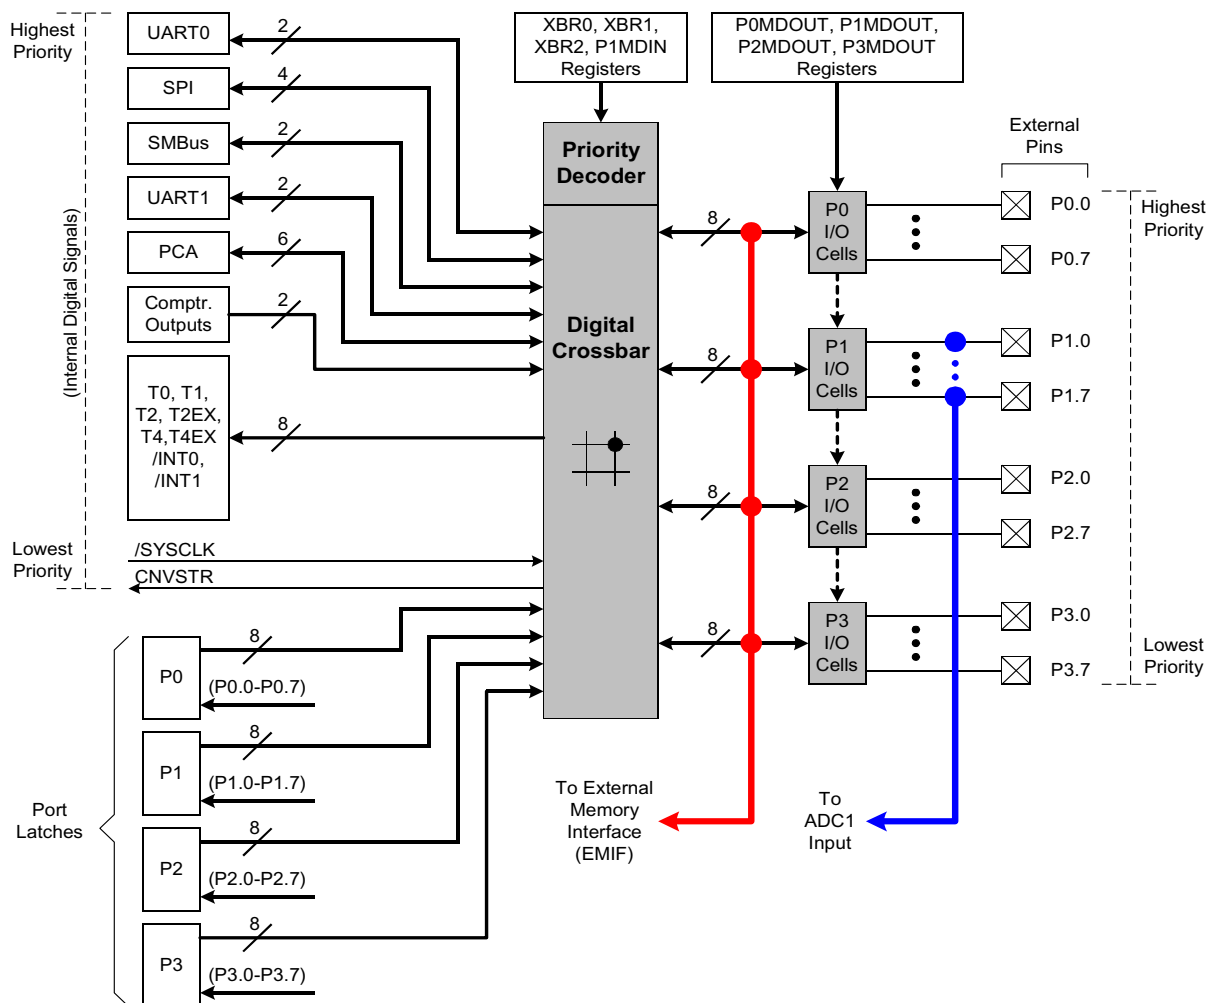 Highest
Priority
UART0
2
SPI
4
SMBus
2
UART1
2
PCA
6
Comptr.
Outputs
2
T0, T1,
T2, T2EX,
T4,T4EX
/INT0,
/INT1
8
(Internal Digital Signals)
Lowest
Priority
/SYSCLK
CNVSTR
XBR0, XBR1,
XBR2, P1MDIN
Registers
P0MDOUT, P1MDOUT,
P2MDOUT, P3MDOUT
Registers
Priority
Decoder
Digital
Crossbar
8
8
8
8
P0
I/O
Cells
P1
I/O
Cells
P2
I/O
Cells
P3
I/O
Cells
External
Pins
P0.0
P0.7
P1.0
P1.7
P2.0
P2.7
P3.0
P3.7
Highest
Priority
Lowest
Priority
Port
Latches
P0
8
(P0.0-P0.7)
P1
8
(P1.0-P1.7)
P2
8
(P2.0-P2.7)
P3
8
(P3.0-P3.7)
To External
Memory
Interface
(EMIF)
To
ADC1
Input